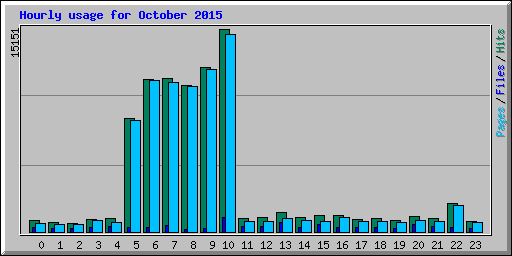 Hourly usage for October 2015
15151
Pages/Files/Hits
0 1 2 3 4 5 6 7 8 9 10 11 12 13 14 15 16 17 18 19 20 21 22 23